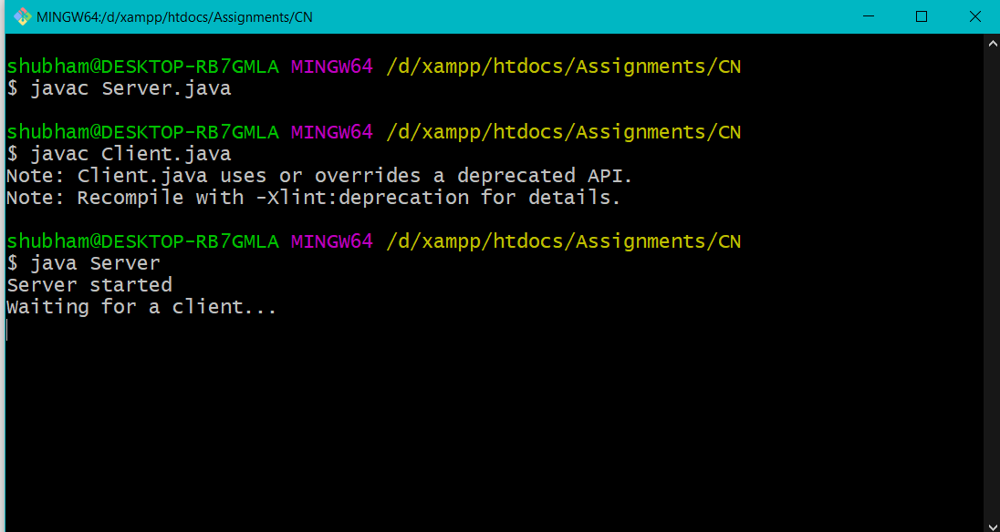 MINGW64:/d/xampp/htdocs/Assignments/CN
shubham@DESKTOP-RB7GMLA MINGW64 /d/xampp/htdocs/Assignments/CN
$ javac Server.java
shubham@DESKTOP-RB7GMLA MINGW64 /d/xampp/htdocs/Assignments/CN
$ javac Client.java
Note: Client.java uses or overrides a deprecated API.
Note: Recompile with -Xlint:deprecation for details.
shubham@DESKTOP-RB7GMLA MINGW64 /d/xampp/htdocs/Assignments/CN
$ java Server
Server started
Waiting for a client...